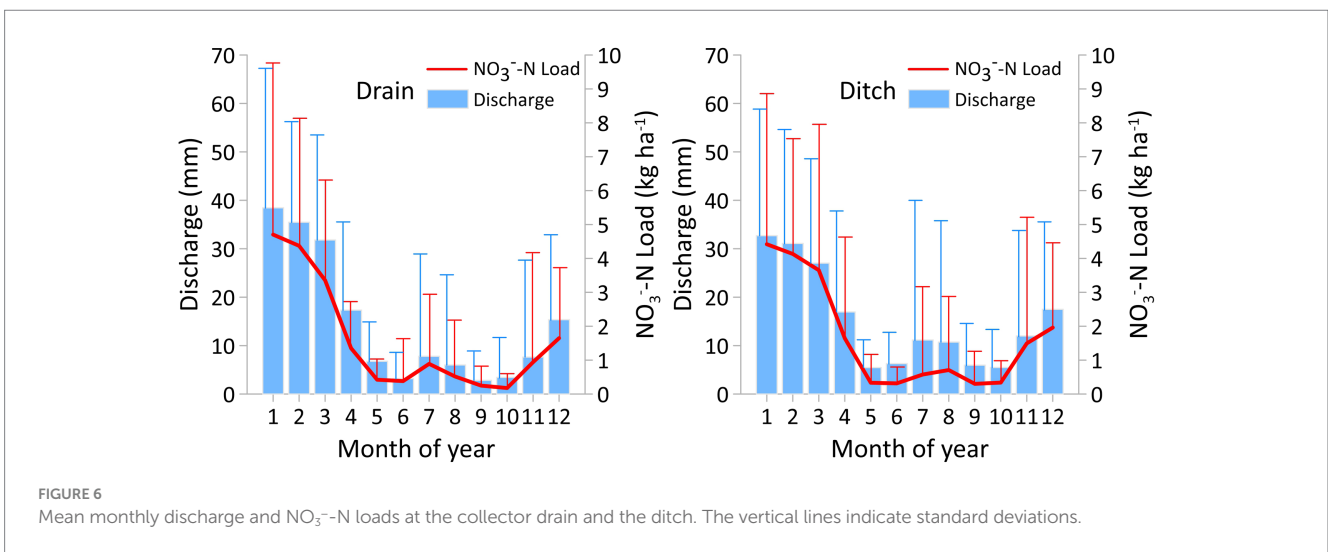 70
60
50
40
30
20
10
0
Discharge (mm)
Drain
NO₃⁻-N Load
Discharge
10
9
8
7
6
5
4
3
2
1
0
NO₃⁻-N Load (kg ha⁻¹)
1 2 3 4 5 6 7 8 9 10 11 12
Month of year
70
60
50
40
30
20
10
0
Discharge (mm)
Ditch
NO₃⁻-N Load
Discharge
10
9
8
7
6
5
4
3
2
1
0
NO₃⁻-N Load (kg ha⁻¹)
1 2 3 4 5 6 7 8 9 10 11 12
Month of year
FIGURE 6
Mean monthly discharge and NO₃⁻-N loads at the collector drain and the ditch. The vertical lines indicate standard deviations.